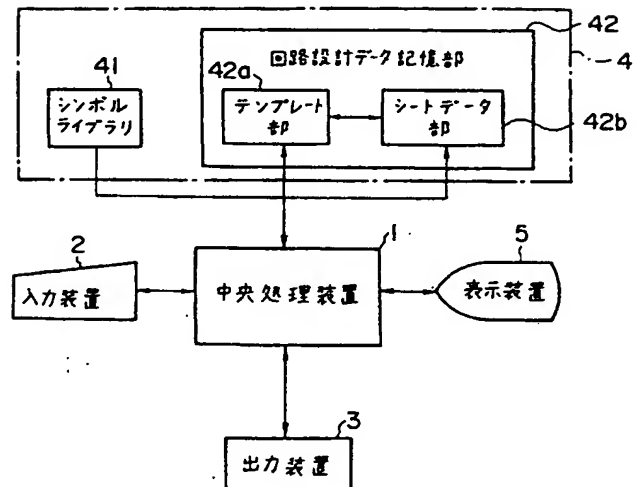 42
回路設計データ記憶部
4
41
42a
シンボル
ライブラリ
テンプレート
部
シートデータ
部
42b
1
2
5
入力装置
中央処理装置
表示装置
3
出力装置